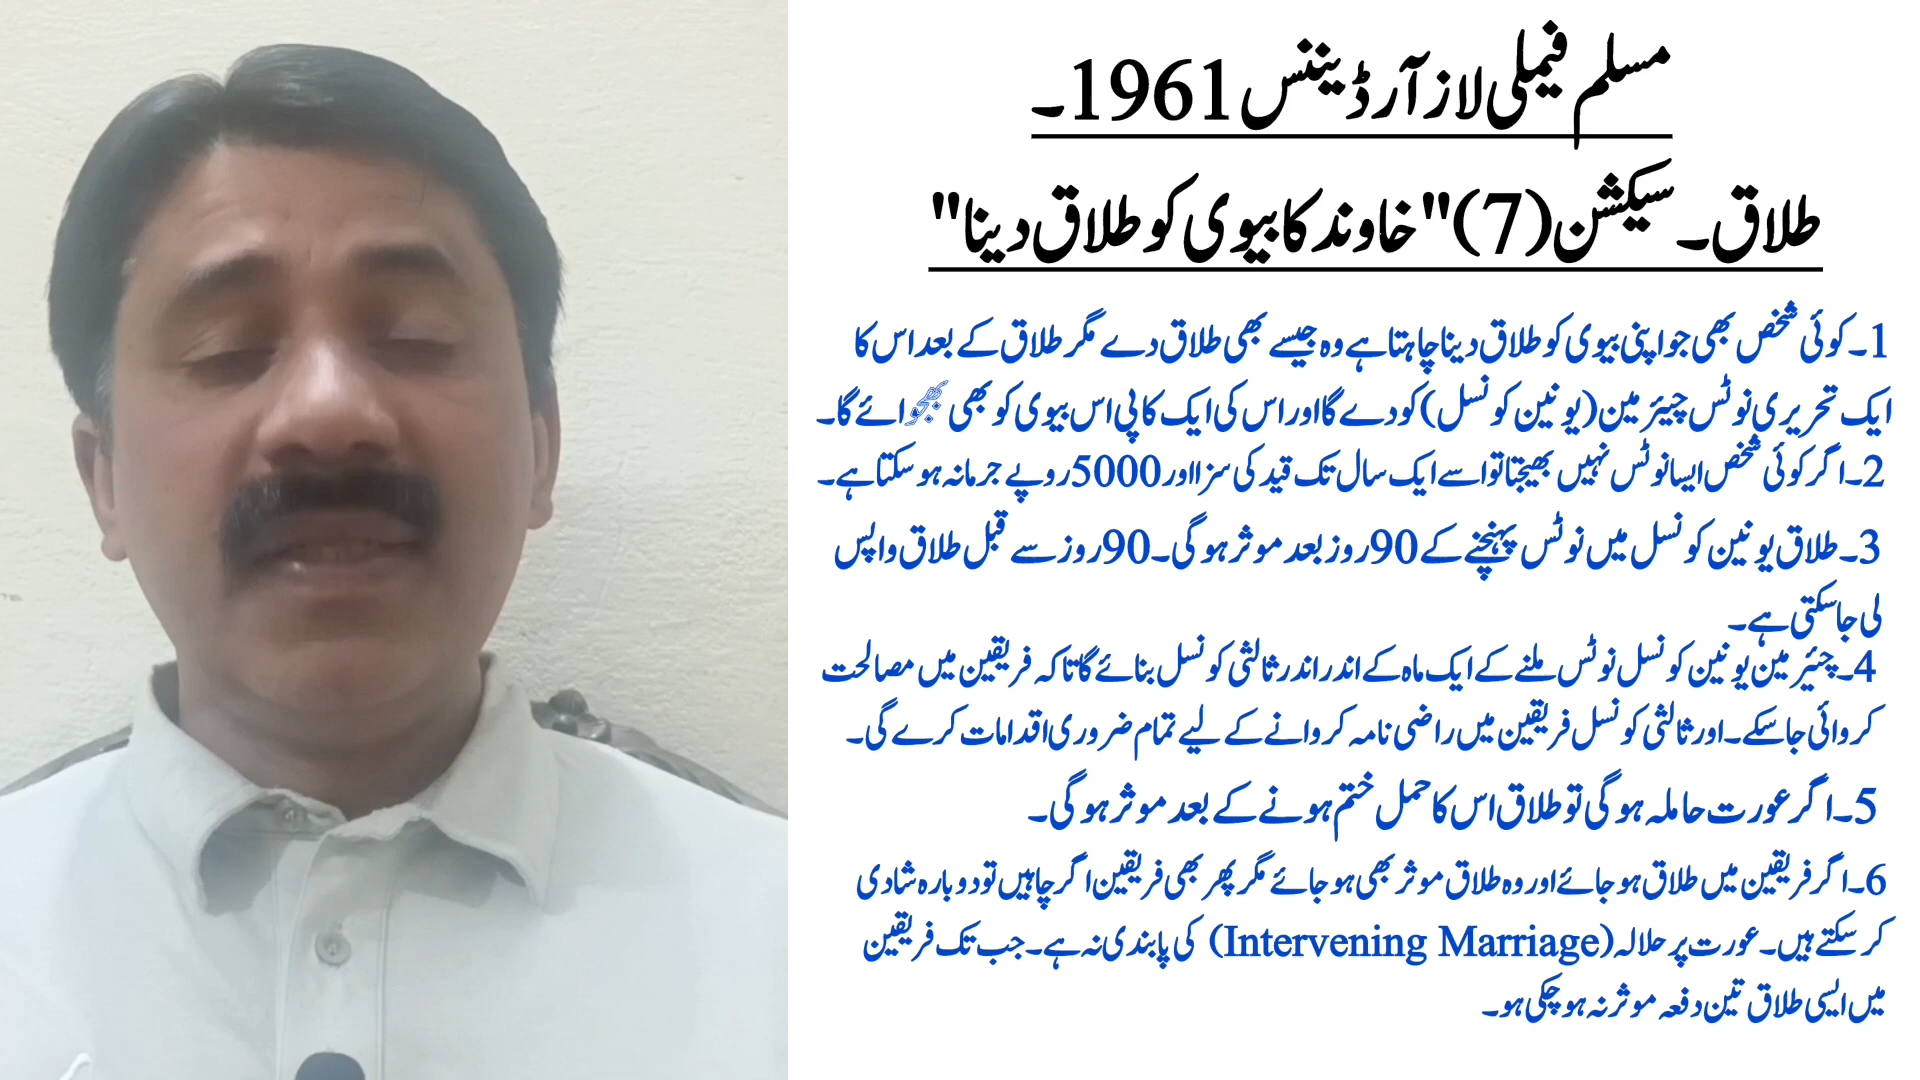 مسلم فیملی لاز آرڈیننس 1961۔
طلاق۔ سیکشن (7) "خاوند کا بیوی کو طلاق دینا"
1۔ کوئی شخص بھی جو اپنی بیوی کو طلاق دینا چاہتا ہے وہ جیسے بھی طلاق دے مگر طلاق کے بعد اس کا
ایک تحریری نوٹس چیئرمین (یونین کونسل) کو دے گا اور اس کی ایک کاپی اس بیوی کو بھی بھجوائے گا۔
2۔ اگر کوئی شخص ایسا نوٹس نہیں بھیجتا تو اسے ایک سال تک قید کی سزا اور 5000 روپے جرمانہ ہو سکتا ہے۔
3۔ طلاق یونین کونسل میں نوٹس پہنچنے کے 90 روز بعد موثر ہو گی۔ 90 روز سے قبل طلاق واپس
لی جا سکتی ہے۔
4۔ چئیرمین یونین کونسل نوٹس ملنے کے ایک ماہ کے اندر اندر ثالثی کونسل بنائے گا تاکہ فریقین میں مصالحت
کروائی جا سکے۔ اور ثالثی کونسل فریقین میں راضی نامہ کروانے کے لیے تمام ضروری اقدامات کرے گی۔
5۔ اگر عورت حاملہ ہو گی تو طلاق اس کا حمل ختم ہونے کے بعد موثر ہو گی۔
6۔ اگر فریقین میں طلاق ہو جائے اور وہ طلاق موثر بھی ہو جائے مگر پھر بھی فریقین اگر چاہیں تو دوبارہ شادی
کر سکتے ہیں۔ عورت پر حلالہ (Intervening Marriage) کی پابندی نہ ہے۔ جب تک فریقین
میں ایسی طلاق تین دفعہ موثر نہ ہو چکی ہو۔